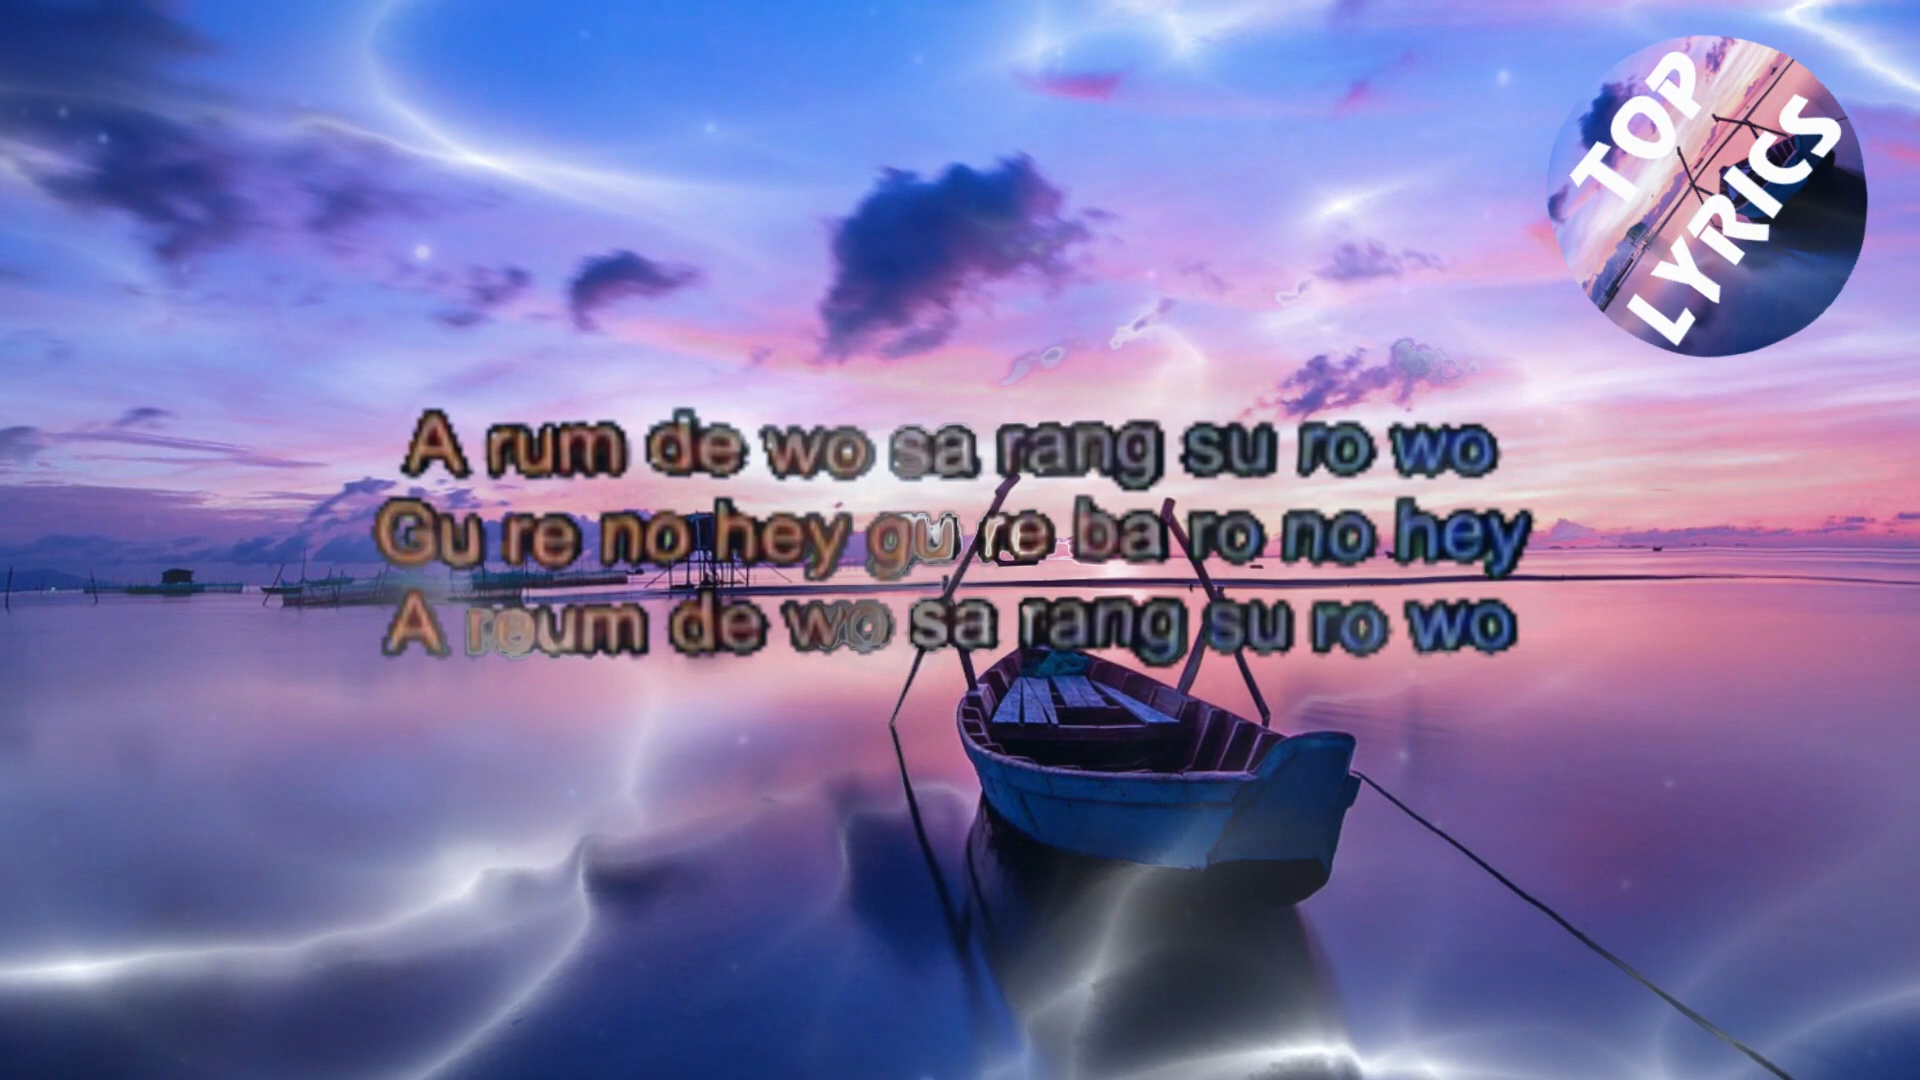 TOP
LYRICS
A rum de wo sa rang su ro wo
Gu re no hey gu re ba ro no hey
A rum de wo sa rang su ro wo